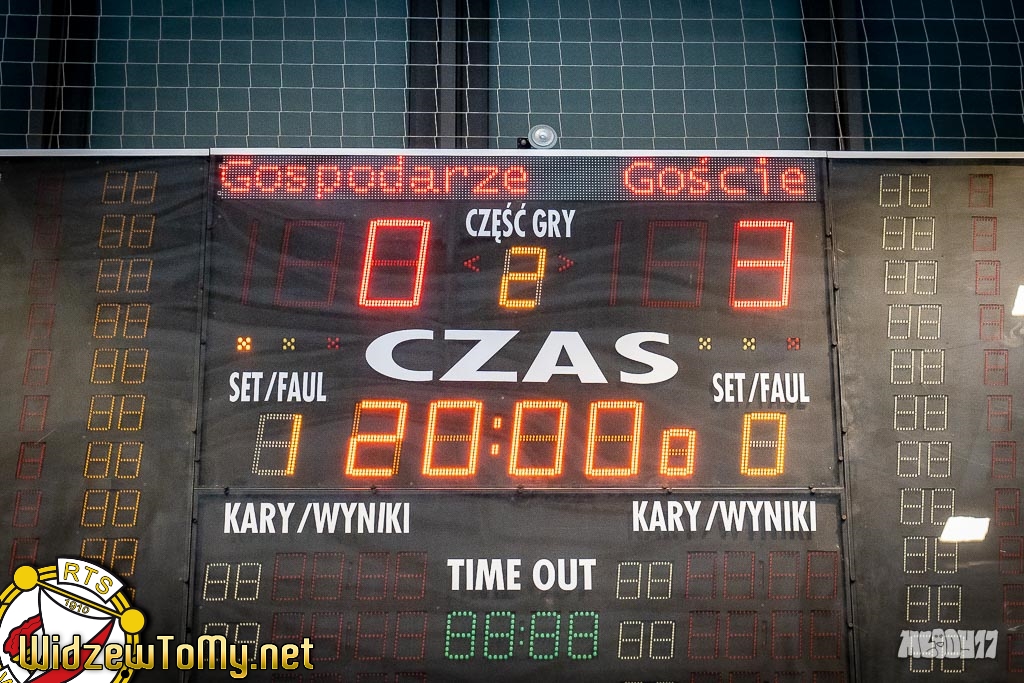 Gospodarze Goście
0 CZĘŚĆ GRY 3
< 2 >
CZAS
SET/FAUL SET/FAUL
1 20:00 0 0
KARY/WYNIKI KARY/WYNIKI
TIME OUT
RTS
1910
WidzewToMy.net